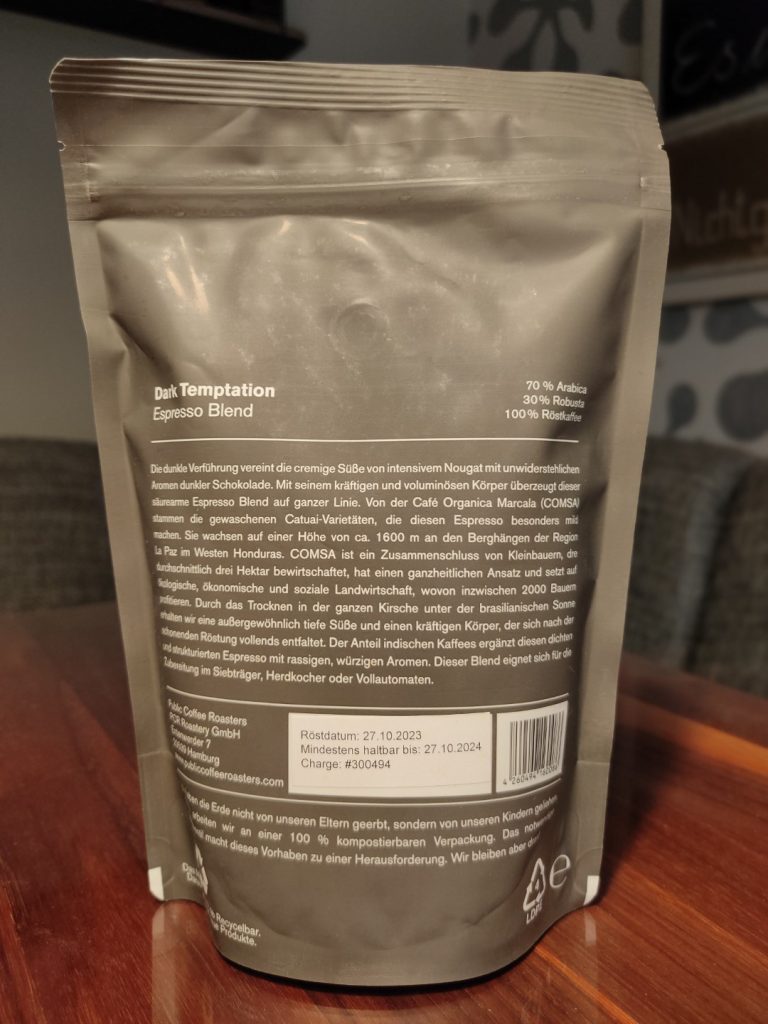 Es.
Nichtg
Dark Temptation
Espresso Blend
70 % Arabica
30 % Robusta
100 % Röstkaffee
Die dunkle Verführung vereint die cremige Süße von intensivem Nougat mit unwiderstehlichen
Aromen dunkler Schokolade. Mit seinem kräftigen und voluminösen Körper überzeugt dieser
säurearme Espresso Blend auf ganzer Linie. Von der Café Organica Marcala (COMSA)
stammen die gewaschenen Catuai-Varietäten, die diesen Espresso besonders mild
machen. Sie wachsen auf einer Höhe von ca. 1600 m an den Berghängen der Region
La Paz im Westen Honduras. COMSA ist ein Zusammenschluss von Kleinbauern, die
durchschnittlich drei Hektar bewirtschaftet, hat einen ganzheitlichen Ansatz und setzt auf
ökologische, ökonomische und soziale Landwirtschaft, wovon inzwischen 2000 Bauern
profitieren. Durch das Trocknen in der ganzen Kirsche unter der brasilianischen Sonne
erhalten wir eine außergewöhnlich tiefe Süße und einen kräftigen Körper, der sich nach der
schonenden Röstung vollends entfaltet. Der Anteil indischen Kaffees ergänzt diesen dichten
und strukturierten Espresso mit rassigen, würzigen Aromen. Dieser Blend eignet sich für die
Zubereitung im Siebträger, Herdkocher oder Vollautomaten.
Public Coffee Roasters
PCR Roastery GmbH
7
Hamburg
www.publiccoffeeroasters.com
Röstdatum: 27.10.2023
Mindestens haltbar bis: 27.10.2024
Charge: #300494
die Erde nicht von unseren Eltern geerbt, sondern von unseren Kindern geliehen.
arbeiten wir an einer 100 % kompostierbaren Verpackung. Das
macht dieses Vorhaben zu einer Herausforderung. Wir bleiben aber
4
LDPE
e
Recycelbar.
Produkte.